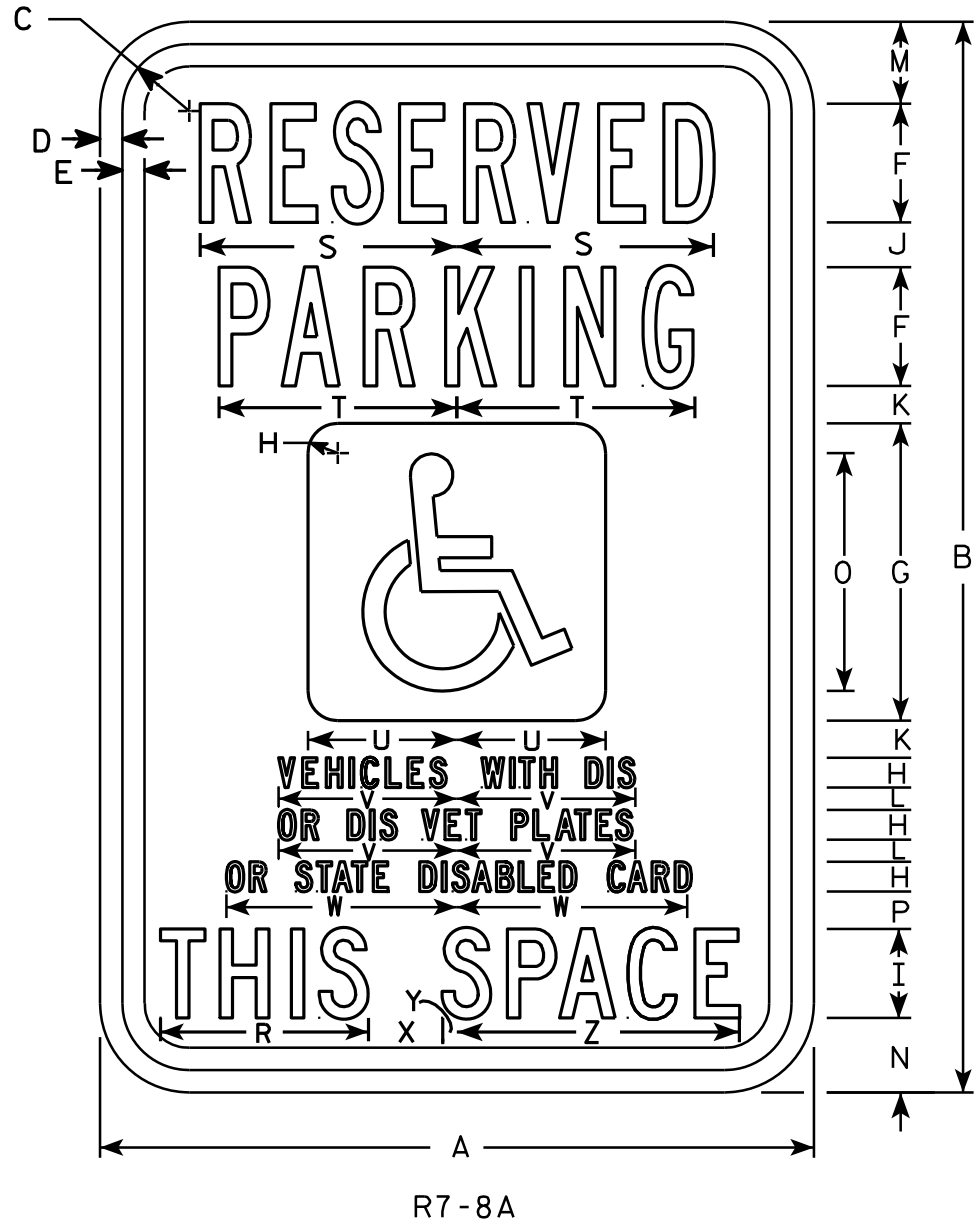 C
M
D
RESERVED
E
F
S S
J
PARKING
F
T T
K
H
O G B
U U
K
VEHICLES WITH DIS
H
V V
L
OR DIS VET PLATES
H
V V
L
OR STATE DISABLED CARD
H
W W
P
THIS SPACE
I
Y
R X Z
N
A
R7-8A